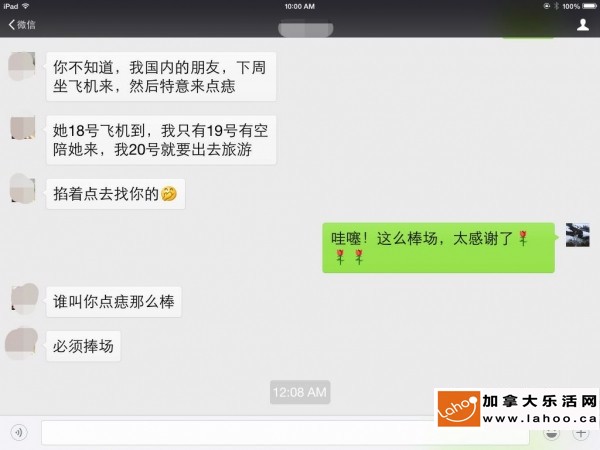 iPad
10:00 AM
100%
微信
你不知道，我国内的朋友，下周
坐飞机来，然后特意来点痣
她18号飞机到，我只有19号有空
陪她来，我20号就要出去旅游
掐着点去找你的🤭
哇噻！这么棒场，太感谢了🌹
🌹🌹
谁叫你点痣那么棒
必须捧场
12:08 AM
Lahoo
加拿大乐活网
www.lahoo.ca